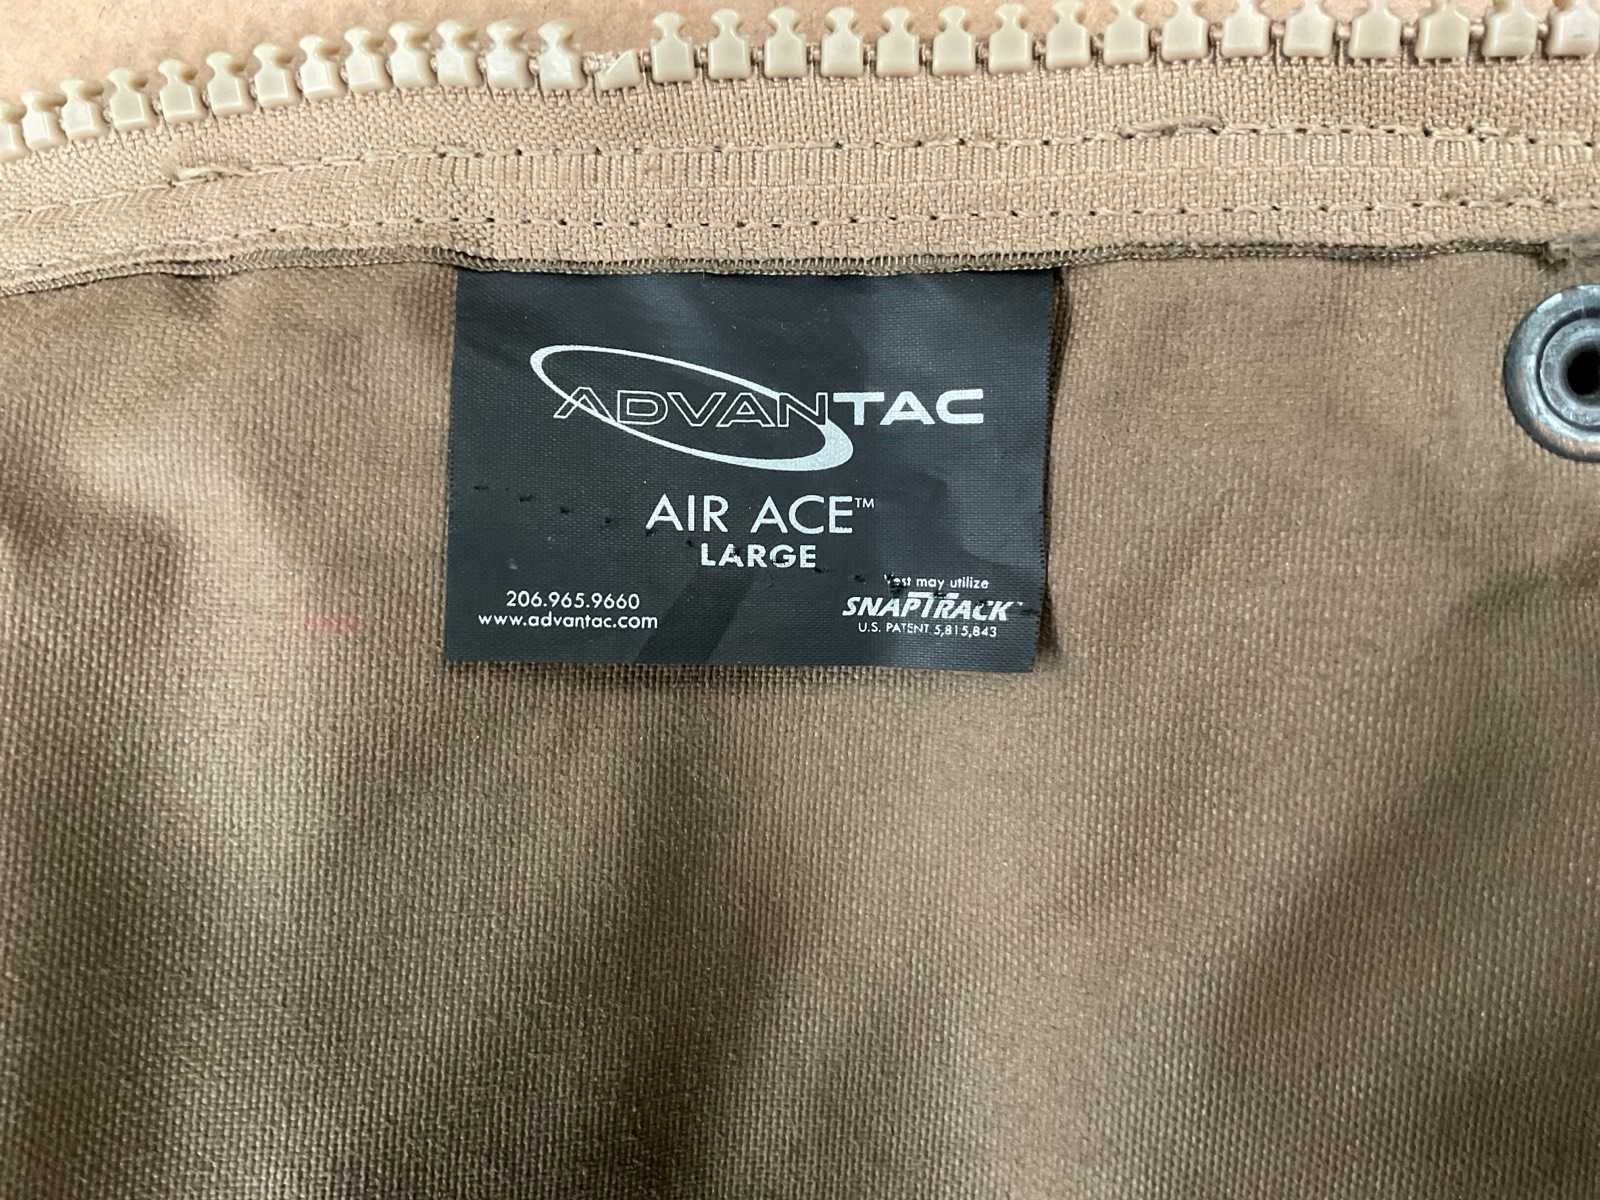 ADVANTAC
AIR ACE™
LARGE
Vest may utilize
206.965.9660
SNAPTRACK™
www.advantac.com
U.S. PATENT 5,815,843